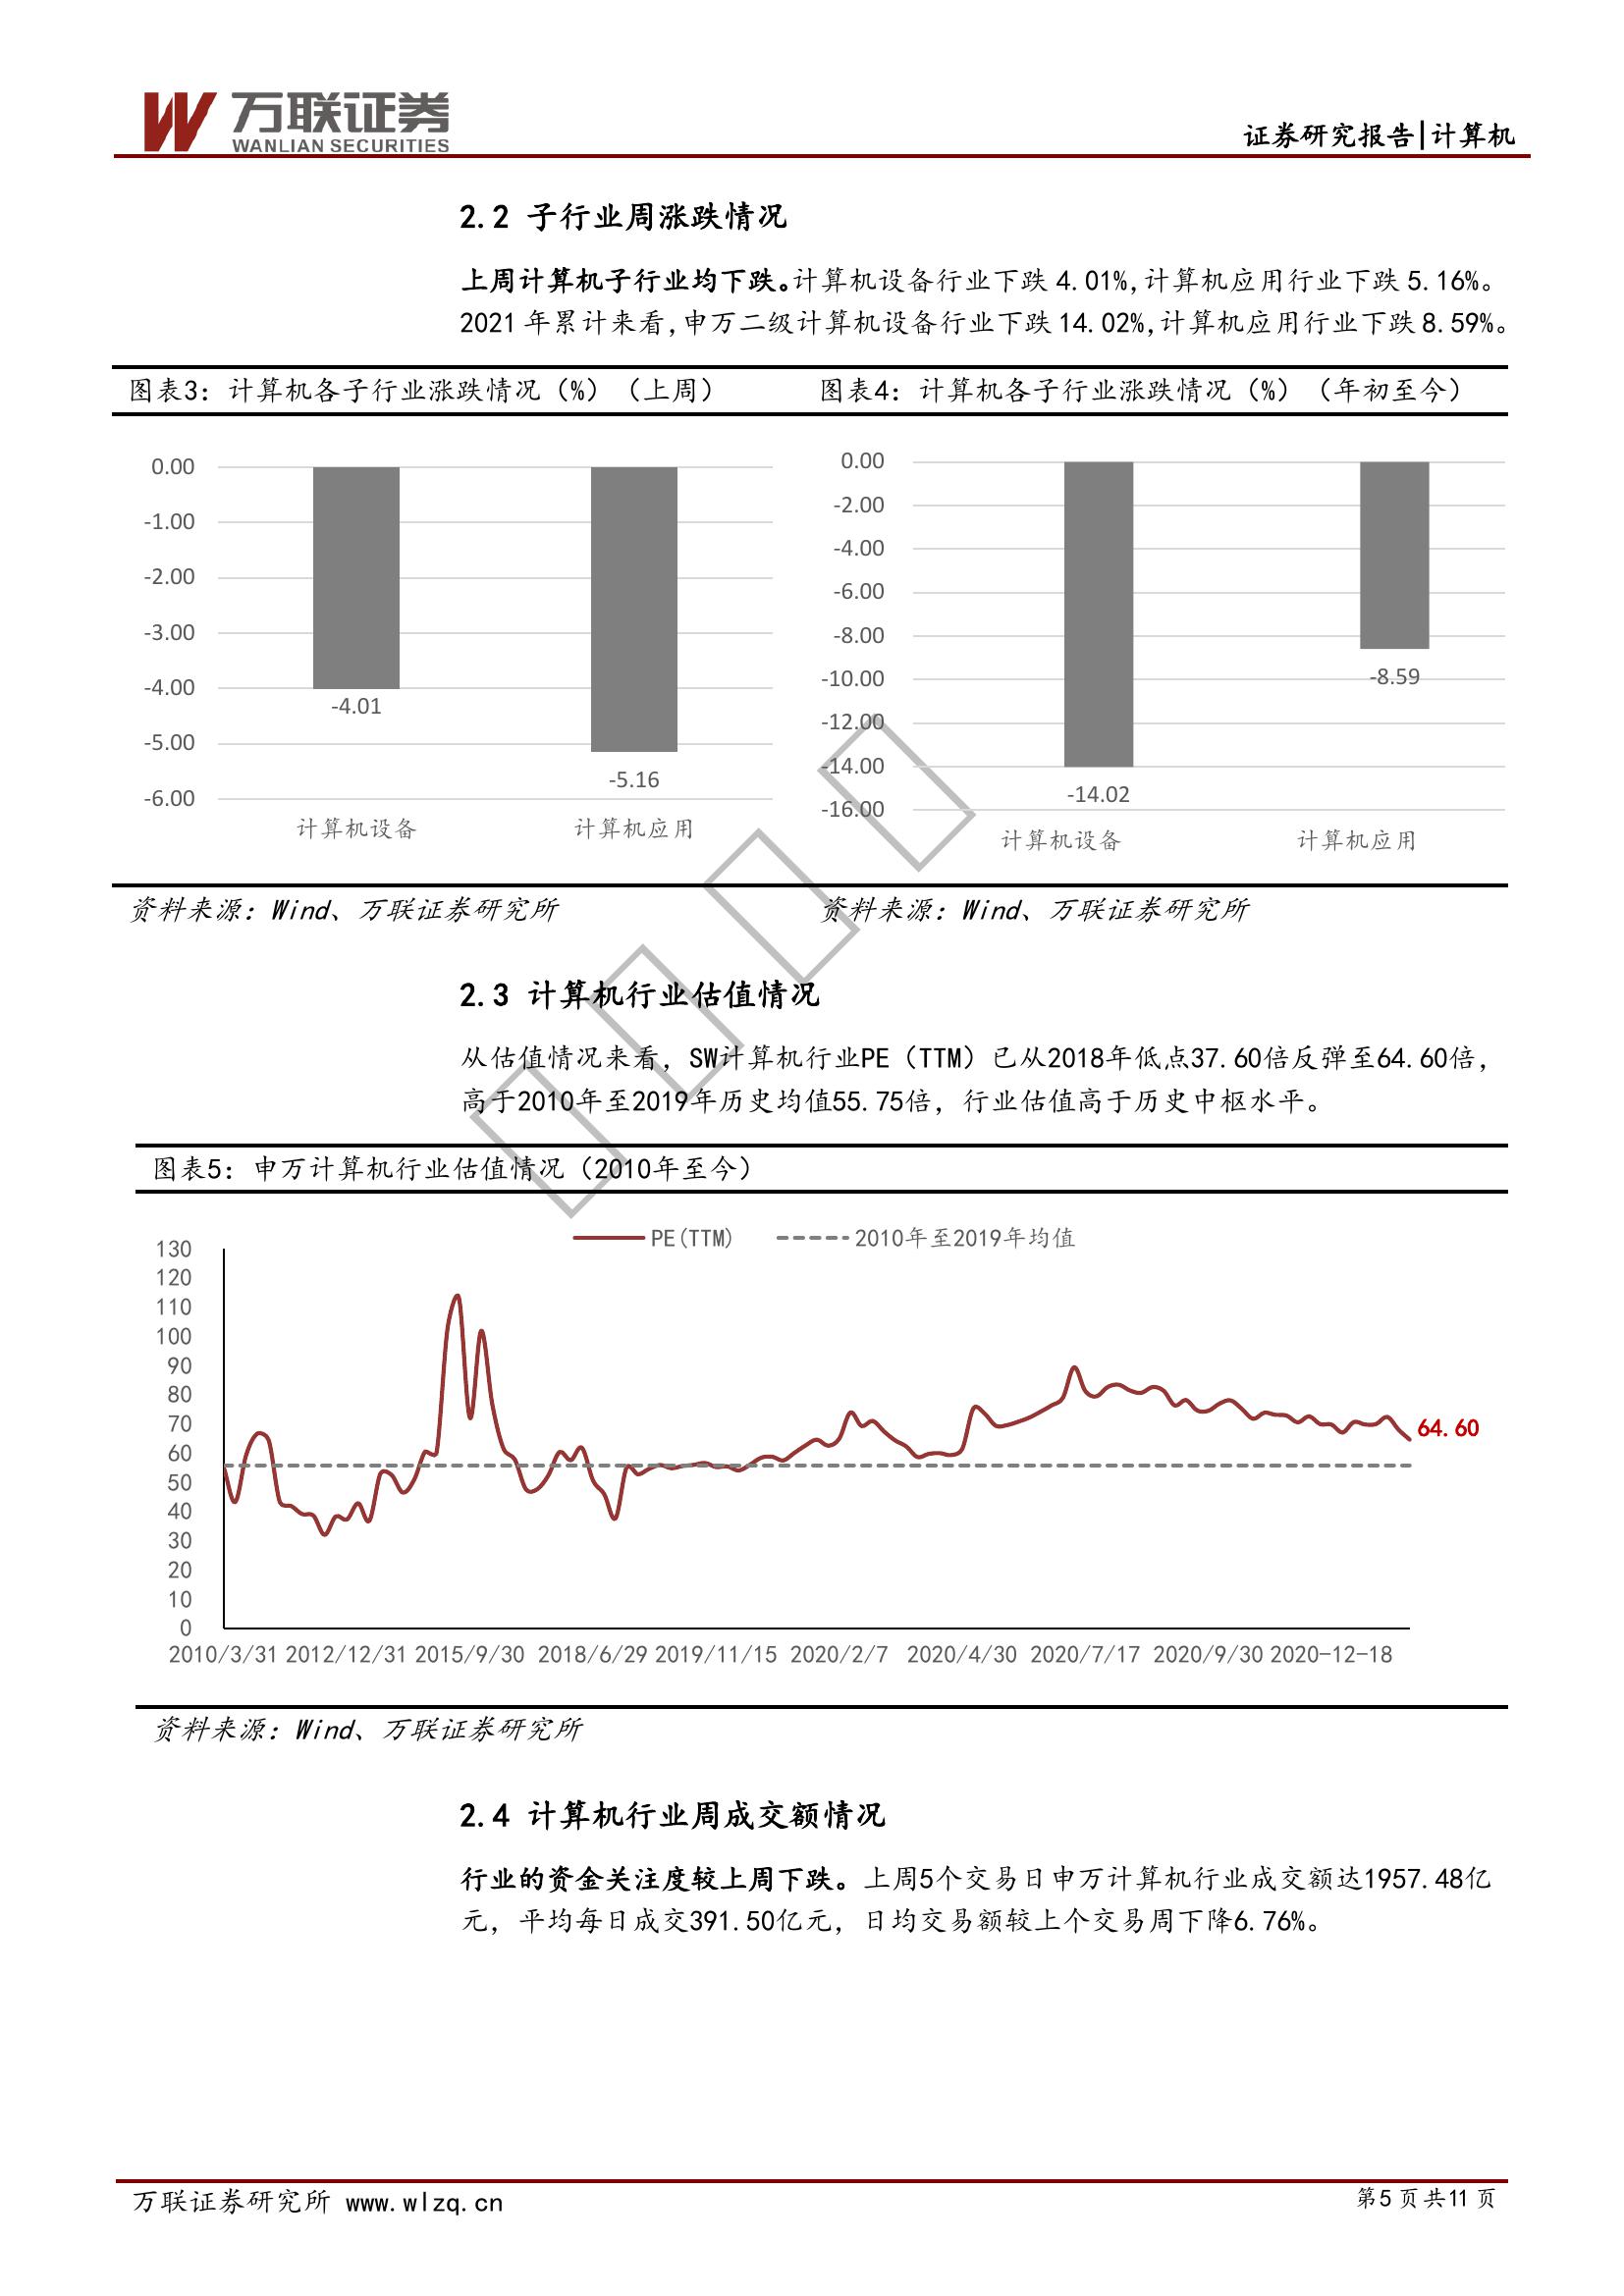 万联证券
WANLIAN SECURITIES
证券研究报告|计算机
2.2 子行业周涨跌情况
上周计算机子行业均下跌。计算机设备行业下跌 4.01%,计算机应用行业下跌 5.16%。
2021 年累计来看,申万二级计算机设备行业下跌 14.02%,计算机应用行业下跌 8.59%。
图表3：计算机各子行业涨跌情况（%）（上周）
0.00
-1.00
-2.00
-3.00
-4.00
-5.00
-6.00
-4.01
-5.16
计算机设备 计算机应用
资料来源：Wind、万联证券研究所
图表4：计算机各子行业涨跌情况（%）（年初至今）
0.00
-2.00
-4.00
-6.00
-8.00
-10.00
-12.00
-14.00
-16.00
-14.02
-8.59
计算机设备 计算机应用
资料来源：Wind、万联证券研究所
2.3 计算机行业估值情况
从估值情况来看，SW计算机行业PE（TTM）已从2018年低点37.60倍反弹至64.60倍，
高于2010年至2019年历史均值55.75倍，行业估值高于历史中枢水平。
图表5：申万计算机行业估值情况（2010年至今）
PE(TTM) 2010年至2019年均值
130
120
110
100
90
80
70
60
50
40
30
20
10
0
64.60
2010/3/31 2012/12/31 2015/9/30 2018/6/29 2019/11/15 2020/2/7 2020/4/30 2020/7/17 2020/9/30 2020-12-18
资料来源：Wind、万联证券研究所
2.4 计算机行业周成交额情况
行业的资金关注度较上周下跌。上周5个交易日申万计算机行业成交额达1957.48亿
元，平均每日成交391.50亿元，日均交易额较上个交易周下降6.76%。
万联证券研究所 www.wlzq.cn
第5 页 共11 页